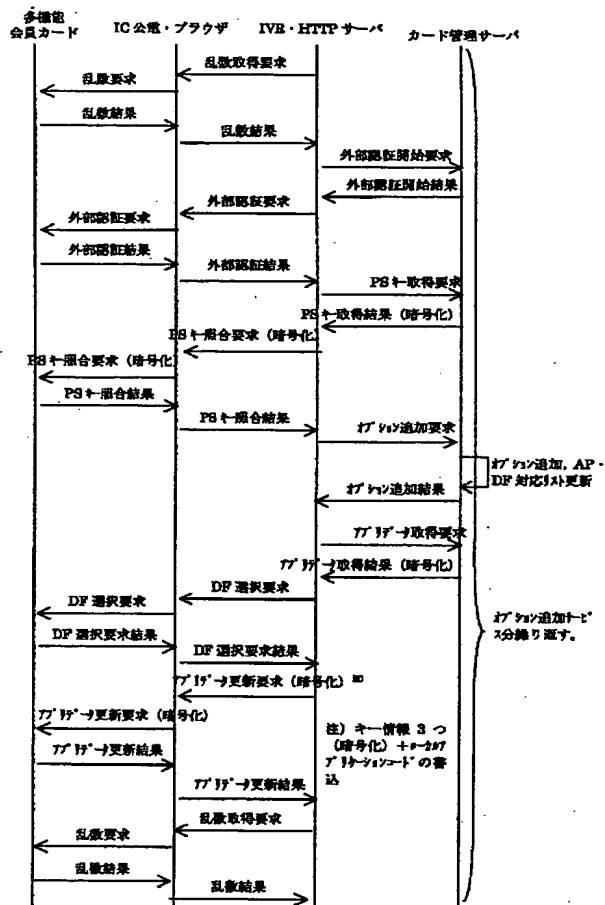 多機能
会員カード
IC 公電・ブラウザ
IVR・HTTP サーバ
カード管理サーバ
乱数取得要求
乱数要求
乱数結果
乱数結果
外部認証開始要求
外部認証開始結果
外部認証要求
外部認証要求
外部認証結果
外部認証結果
PSキー取得要求
PSキー取得結果（暗号化）
PSキー照合要求（暗号化）
PSキー照合要求（暗号化）
PSキー照合結果
PSキー照合結果
オプション追加要求
オプション追加, AP・
DF 対応リスト更新
オプション追加結果
アプリデータ取得要求
アプリデータ取得結果（暗号化）
DF 選択要求
DF 選択要求
DF 選択要求結果
DF 選択要求結果
オプション追加サービ
ス分繰り返す。
アプリデータ更新要求（暗号化）
アプリデータ更新要求（暗号化）
アプリデータ更新結果
アプリデータ更新結果
注）キー情報 3 つ
（暗号化）＋ローカルア
プリケーションコードの書
込
乱数取得要求
乱数要求
乱数結果
乱数結果